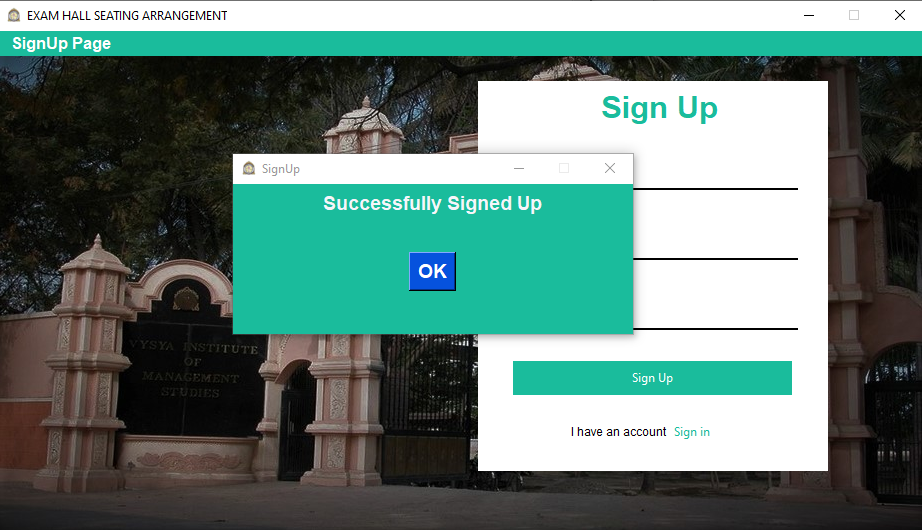 EXAM HALL SEATING ARRANGEMENT
SignUp Page
Sign Up
SignUp
Successfully Signed Up
OK
VYSYA INSTITUTE
OF
MANAGEMENT
STUDIES
Sign Up
I have an account Sign in